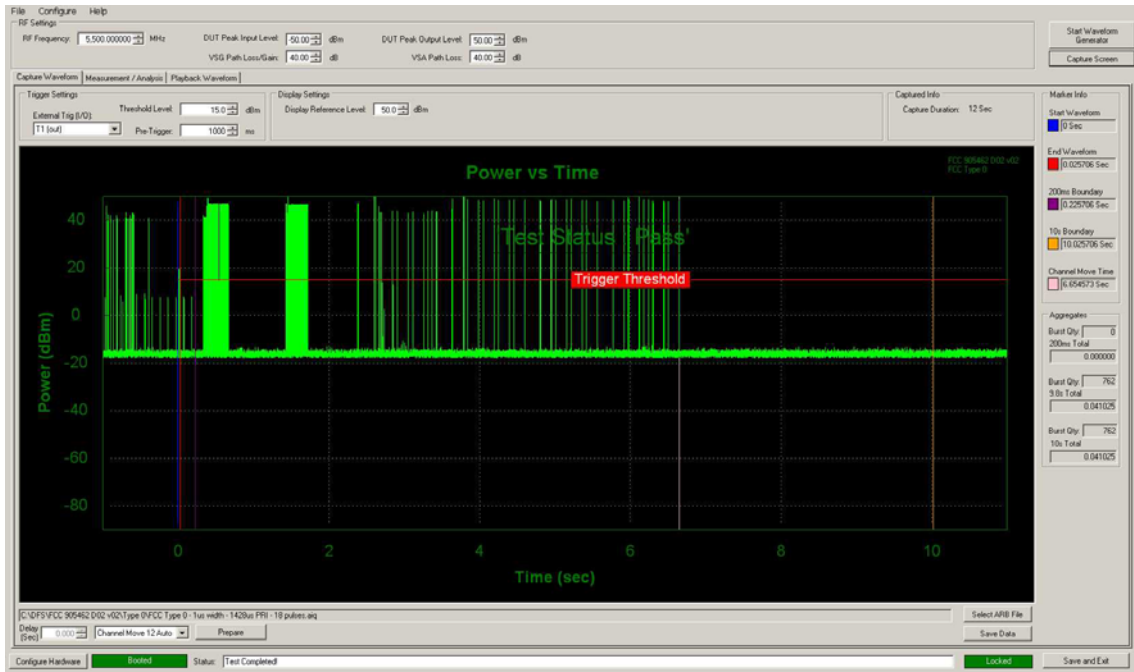 File Configure Help
RF Settings
RF Frequency: 5,500.000000 MHz DUT Peak Input Level: -50.00 dBm DUT Peak Output Level: 50.00 dBm
VSG Path Loss/Gain: 40.00 dB VSA Path Loss: 40.00 dB
Start Waveform
Generator
Capture Screen
Capture Waveform Measurement / Analysis Playback Waveform
Trigger Settings
Threshold Level: 15.0 dBm
External Trig (I/O):
T1 (out) Pre-Trigger: 1000 ms
Display Settings
Display Reference Level: 50.0 dBm
Captured Info
Capture Duration: 12 Sec
Marker Info
Start Waveform
0 Sec
End Waveform
0.025706 Sec
200ms Boundary
0.225706 Sec
10s Boundary
10.025706 Sec
Channel Move Time
6.654573 Sec
Aggregates
Burst Qty: 0
200ms Total
0.000000
Burst Qty: 762
9.8s Total
0.041025
Burst Qty: 762
10s Total
0.041025
Power vs Time
FCC 905462 D02 v02
FCC Type 0
Test Status 'Pass'
Trigger Threshold
Power (dBm)
40
20
0
-20
-40
-60
-80
0 2 4 6 8 10
Time (sec)
C:\DFS\FCC 905462 D02 v02\Type 0\FCC Type 0 - 1us width - 1428us PRI - 18 pulses.aiq
Select ARB File
Delay
(Sec) 0.000 Channel Move 12 Auto Prepare
Save Data
Configure Hardware Booted Status: Test Completed! Locked Save and Exit